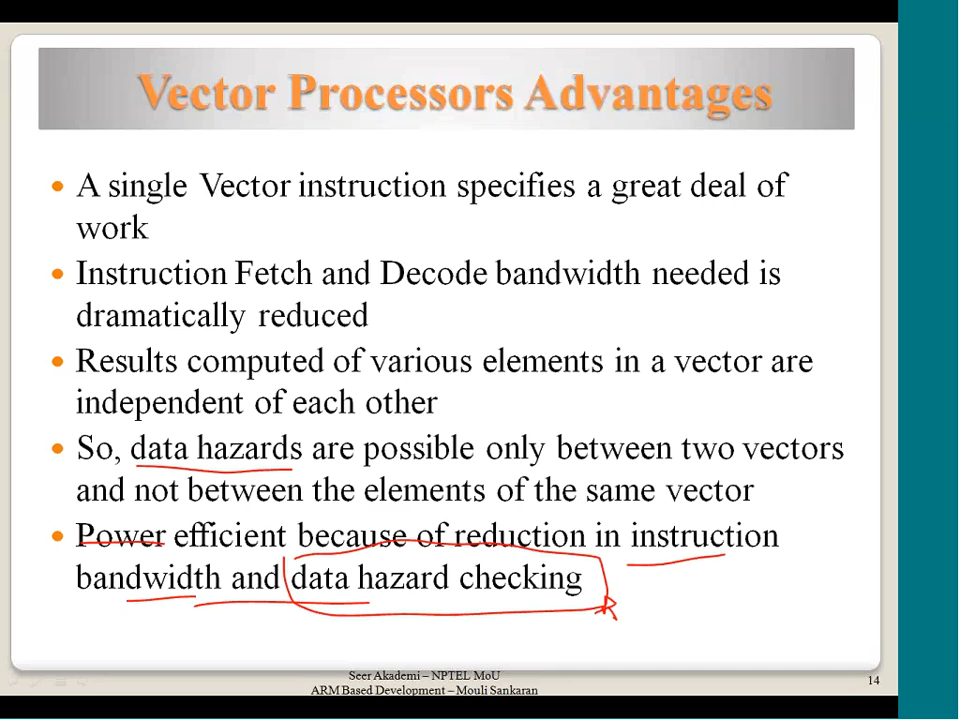 Vector Processors Advantages
• A single Vector instruction specifies a great deal of
work
• Instruction Fetch and Decode bandwidth needed is
dramatically reduced
• Results computed of various elements in a vector are
independent of each other
• So, data hazards are possible only between two vectors
and not between the elements of the same vector
• Power efficient because of reduction in instruction
bandwidth and data hazard checking
Seer Akademi – NPTEL MoU
ARM Based Development – Mouli Sankaran
14